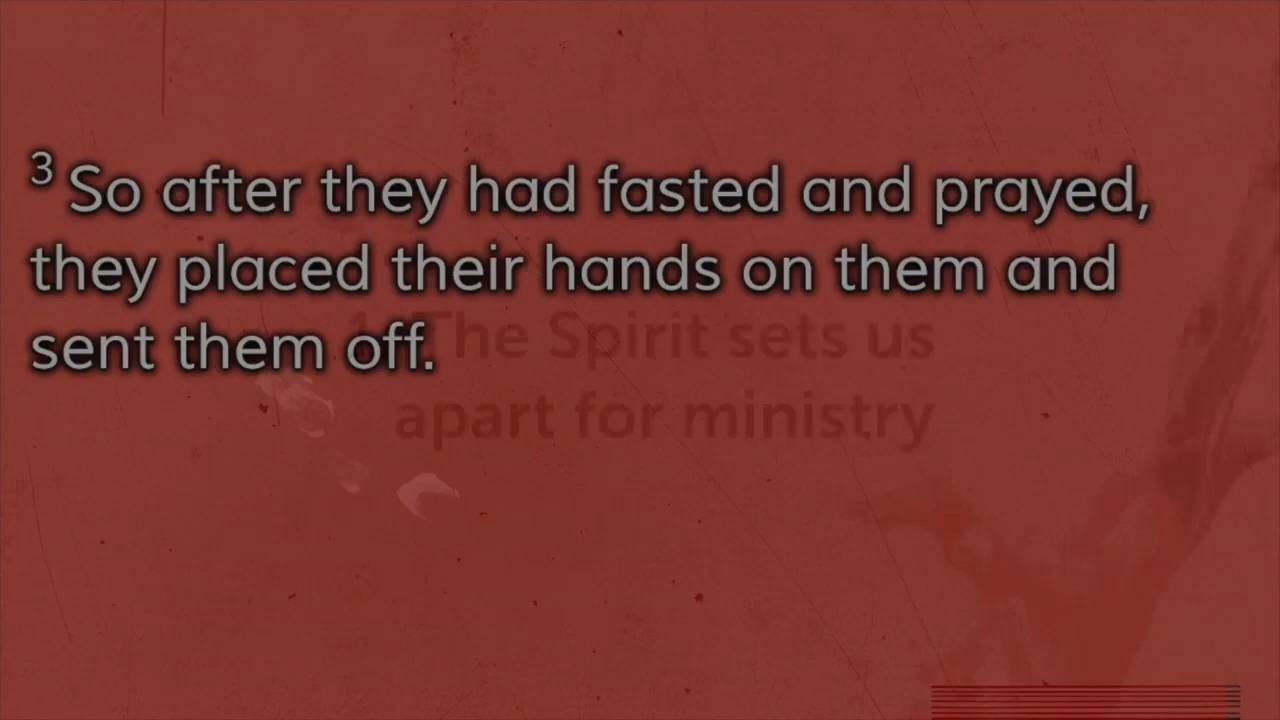 3 So after they had fasted and prayed,
they placed their hands on them and
sent them off.
The Spirit sets us
apart for ministry